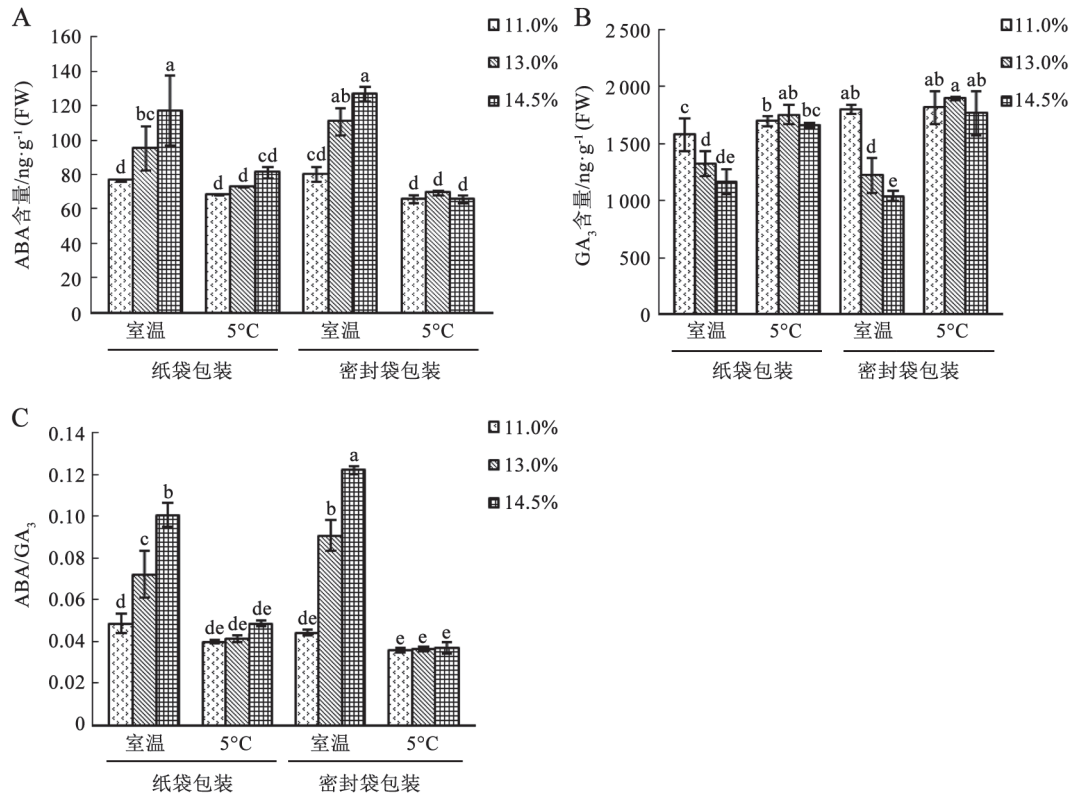 A
ABA含量/ng·g⁻¹ (FW)
160
140
120
100
80
60
40
20
0
11.0%
13.0%
14.5%
d bc a d d cd cd ab a d d d
室温 5°C 室温 5°C
纸袋包装 密封袋包装
B
GA₃含量/ng·g⁻¹ (FW)
2 500
2 000
1 500
1 000
500
0
11.0%
13.0%
14.5%
c d de b ab bc ab d e ab a ab
室温 5°C 室温 5°C
纸袋包装 密封袋包装
C
ABA/GA₃
0.14
0.12
0.10
0.08
0.06
0.04
0.02
0
11.0%
13.0%
14.5%
d c b de de de de b a e e e
室温 5°C 室温 5°C
纸袋包装 密封袋包装